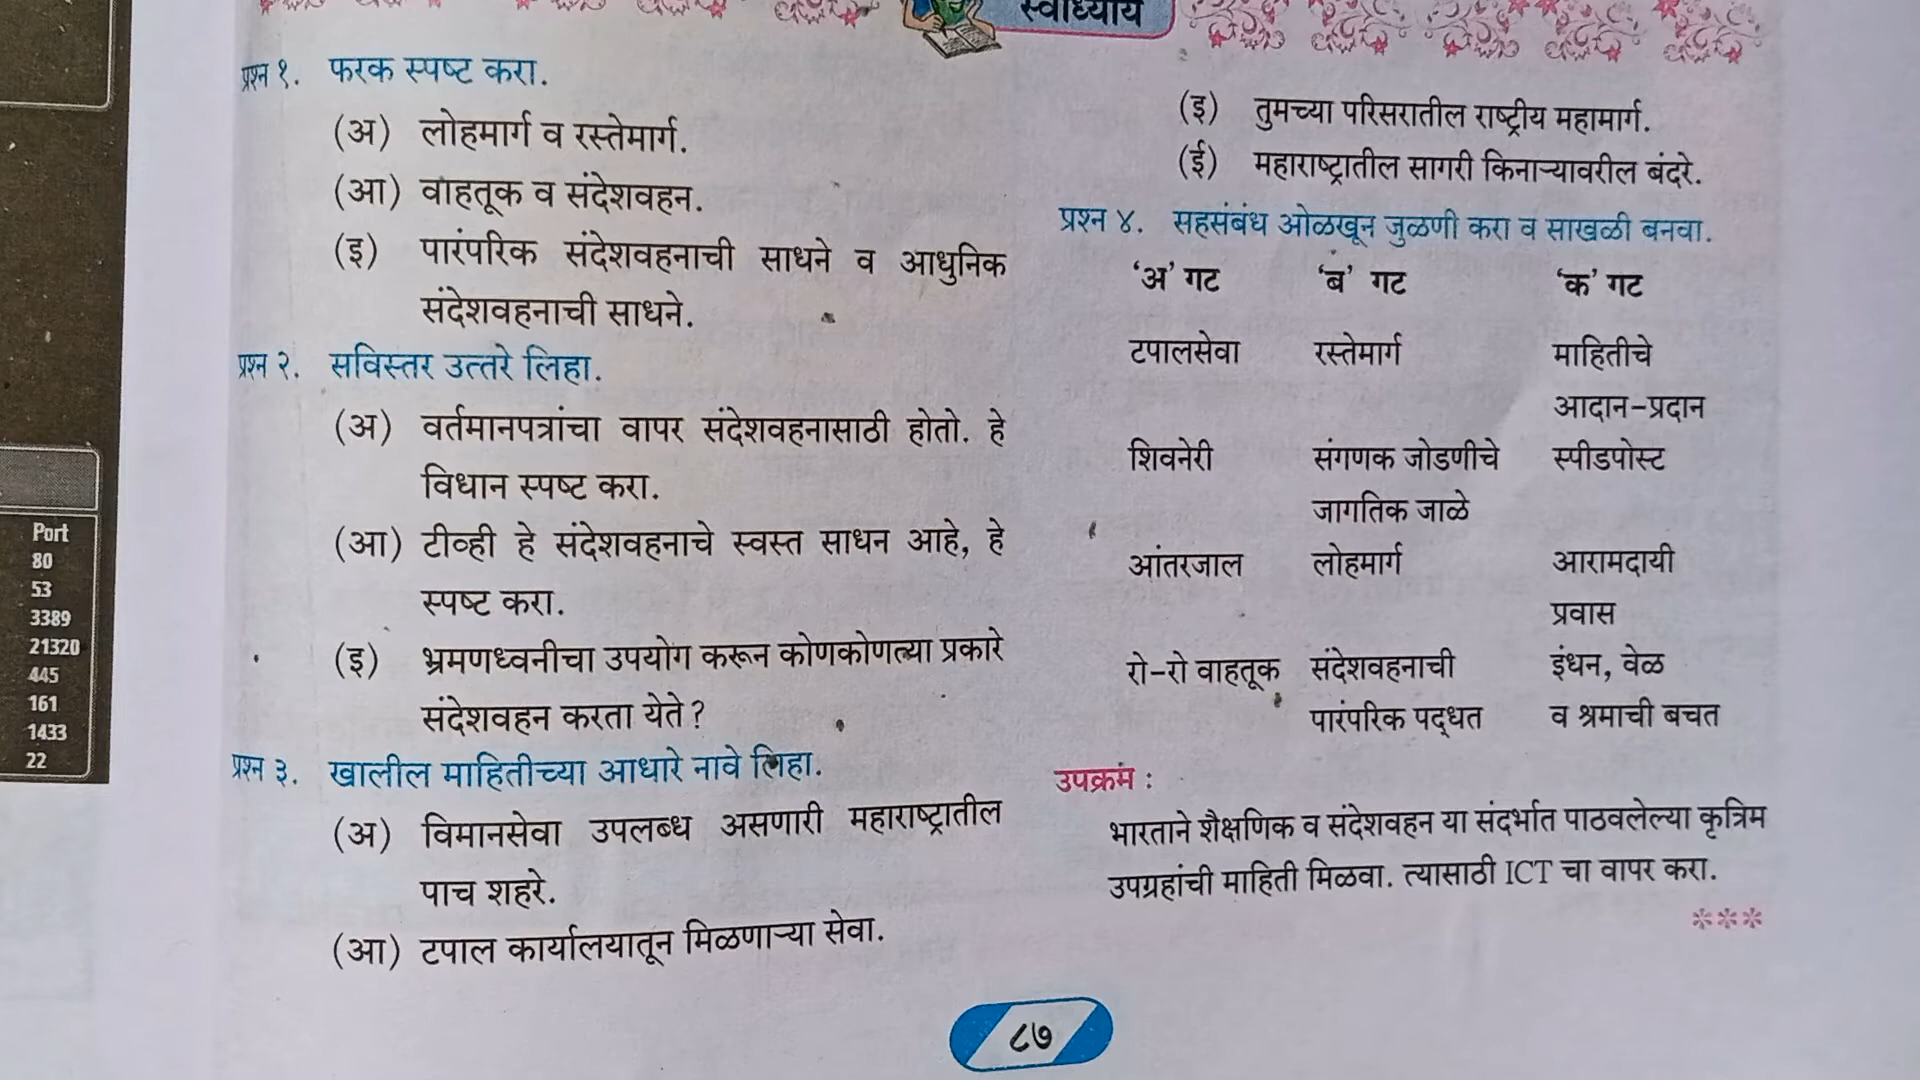 स्वाध्याय
प्रश्न १. फरक स्पष्ट करा.
(अ) लोहमार्ग व रस्तेमार्ग.
(आ) वाहतूक व संदेशवहन.
(इ) पारंपरिक संदेशवहनाची साधने व आधुनिक
संदेशवहनाची साधने.
प्रश्न २. सविस्तर उत्तरे लिहा.
(अ) वर्तमानपत्रांचा वापर संदेशवहनासाठी होतो. हे
विधान स्पष्ट करा.
(आ) टीव्ही हे संदेशवहनाचे स्वस्त साधन आहे, हे
स्पष्ट करा.
(इ) भ्रमणध्वनीचा उपयोग करून कोणकोणत्या प्रकारे
संदेशवहन करता येते?
प्रश्न ३. खालील माहितीच्या आधारे नावे लिहा.
(अ) विमानसेवा उपलब्ध असणारी महाराष्ट्रातील
पाच शहरे.
(आ) टपाल कार्यालयातून मिळणाऱ्या सेवा.
(इ) तुमच्या परिसरातील राष्ट्रीय महामार्ग.
(ई) महाराष्ट्रातील सागरी किनाऱ्यावरील बंदरे.
प्रश्न ४. सहसंबंध ओळखून जुळणी करा व साखळी बनवा.
‘अ’ गट ‘ब’ गट ‘क’ गट
टपालसेवा रस्तेमार्ग माहितीचे
आदान-प्रदान
शिवनेरी संगणक जोडणीचे स्पीडपोस्ट
जागतिक जाळे
आंतरजाल लोहमार्ग आरामदायी
प्रवास
रो-रो वाहतूक संदेशवहनाची इंधन, वेळ
पारंपरिक पद्धत व श्रमाची बचत
उपक्रम :
भारताने शैक्षणिक व संदेशवहन या संदर्भात पाठवलेल्या कृत्रिम
उपग्रहांची माहिती मिळवा. त्यासाठी ICT चा वापर करा.
***
८७
Port
80
53
3389
21320
445
161
1433
22